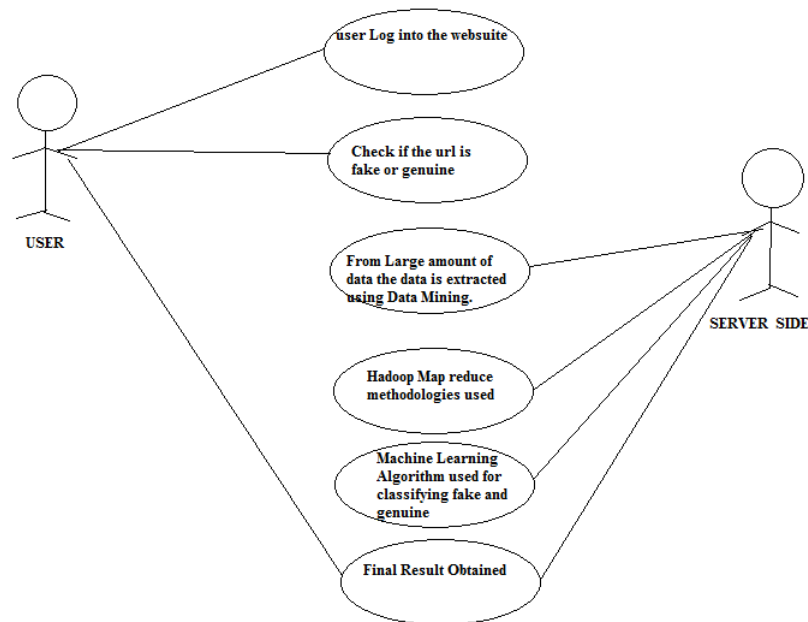 user Log into the websuite
Check if the url is
fake or genuine
USER
From Large amount of
data the data is extracted
using Data Mining.
SERVER SIDE
Hadoop Map reduce
methodologies used
Machine Learning
Algorithm used for
classifying fake and
genuine
Final Result Obtained